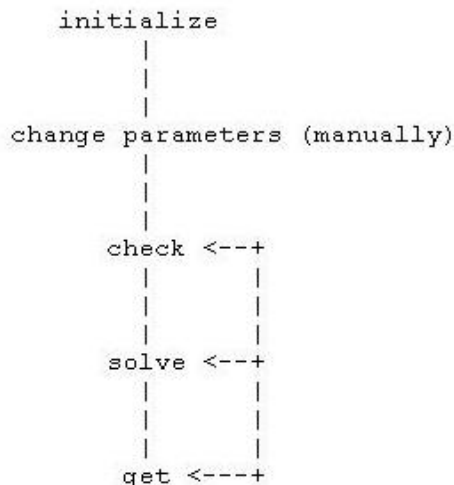 initialize
change parameters (manually)
check <--+
solve <--+
get <---+